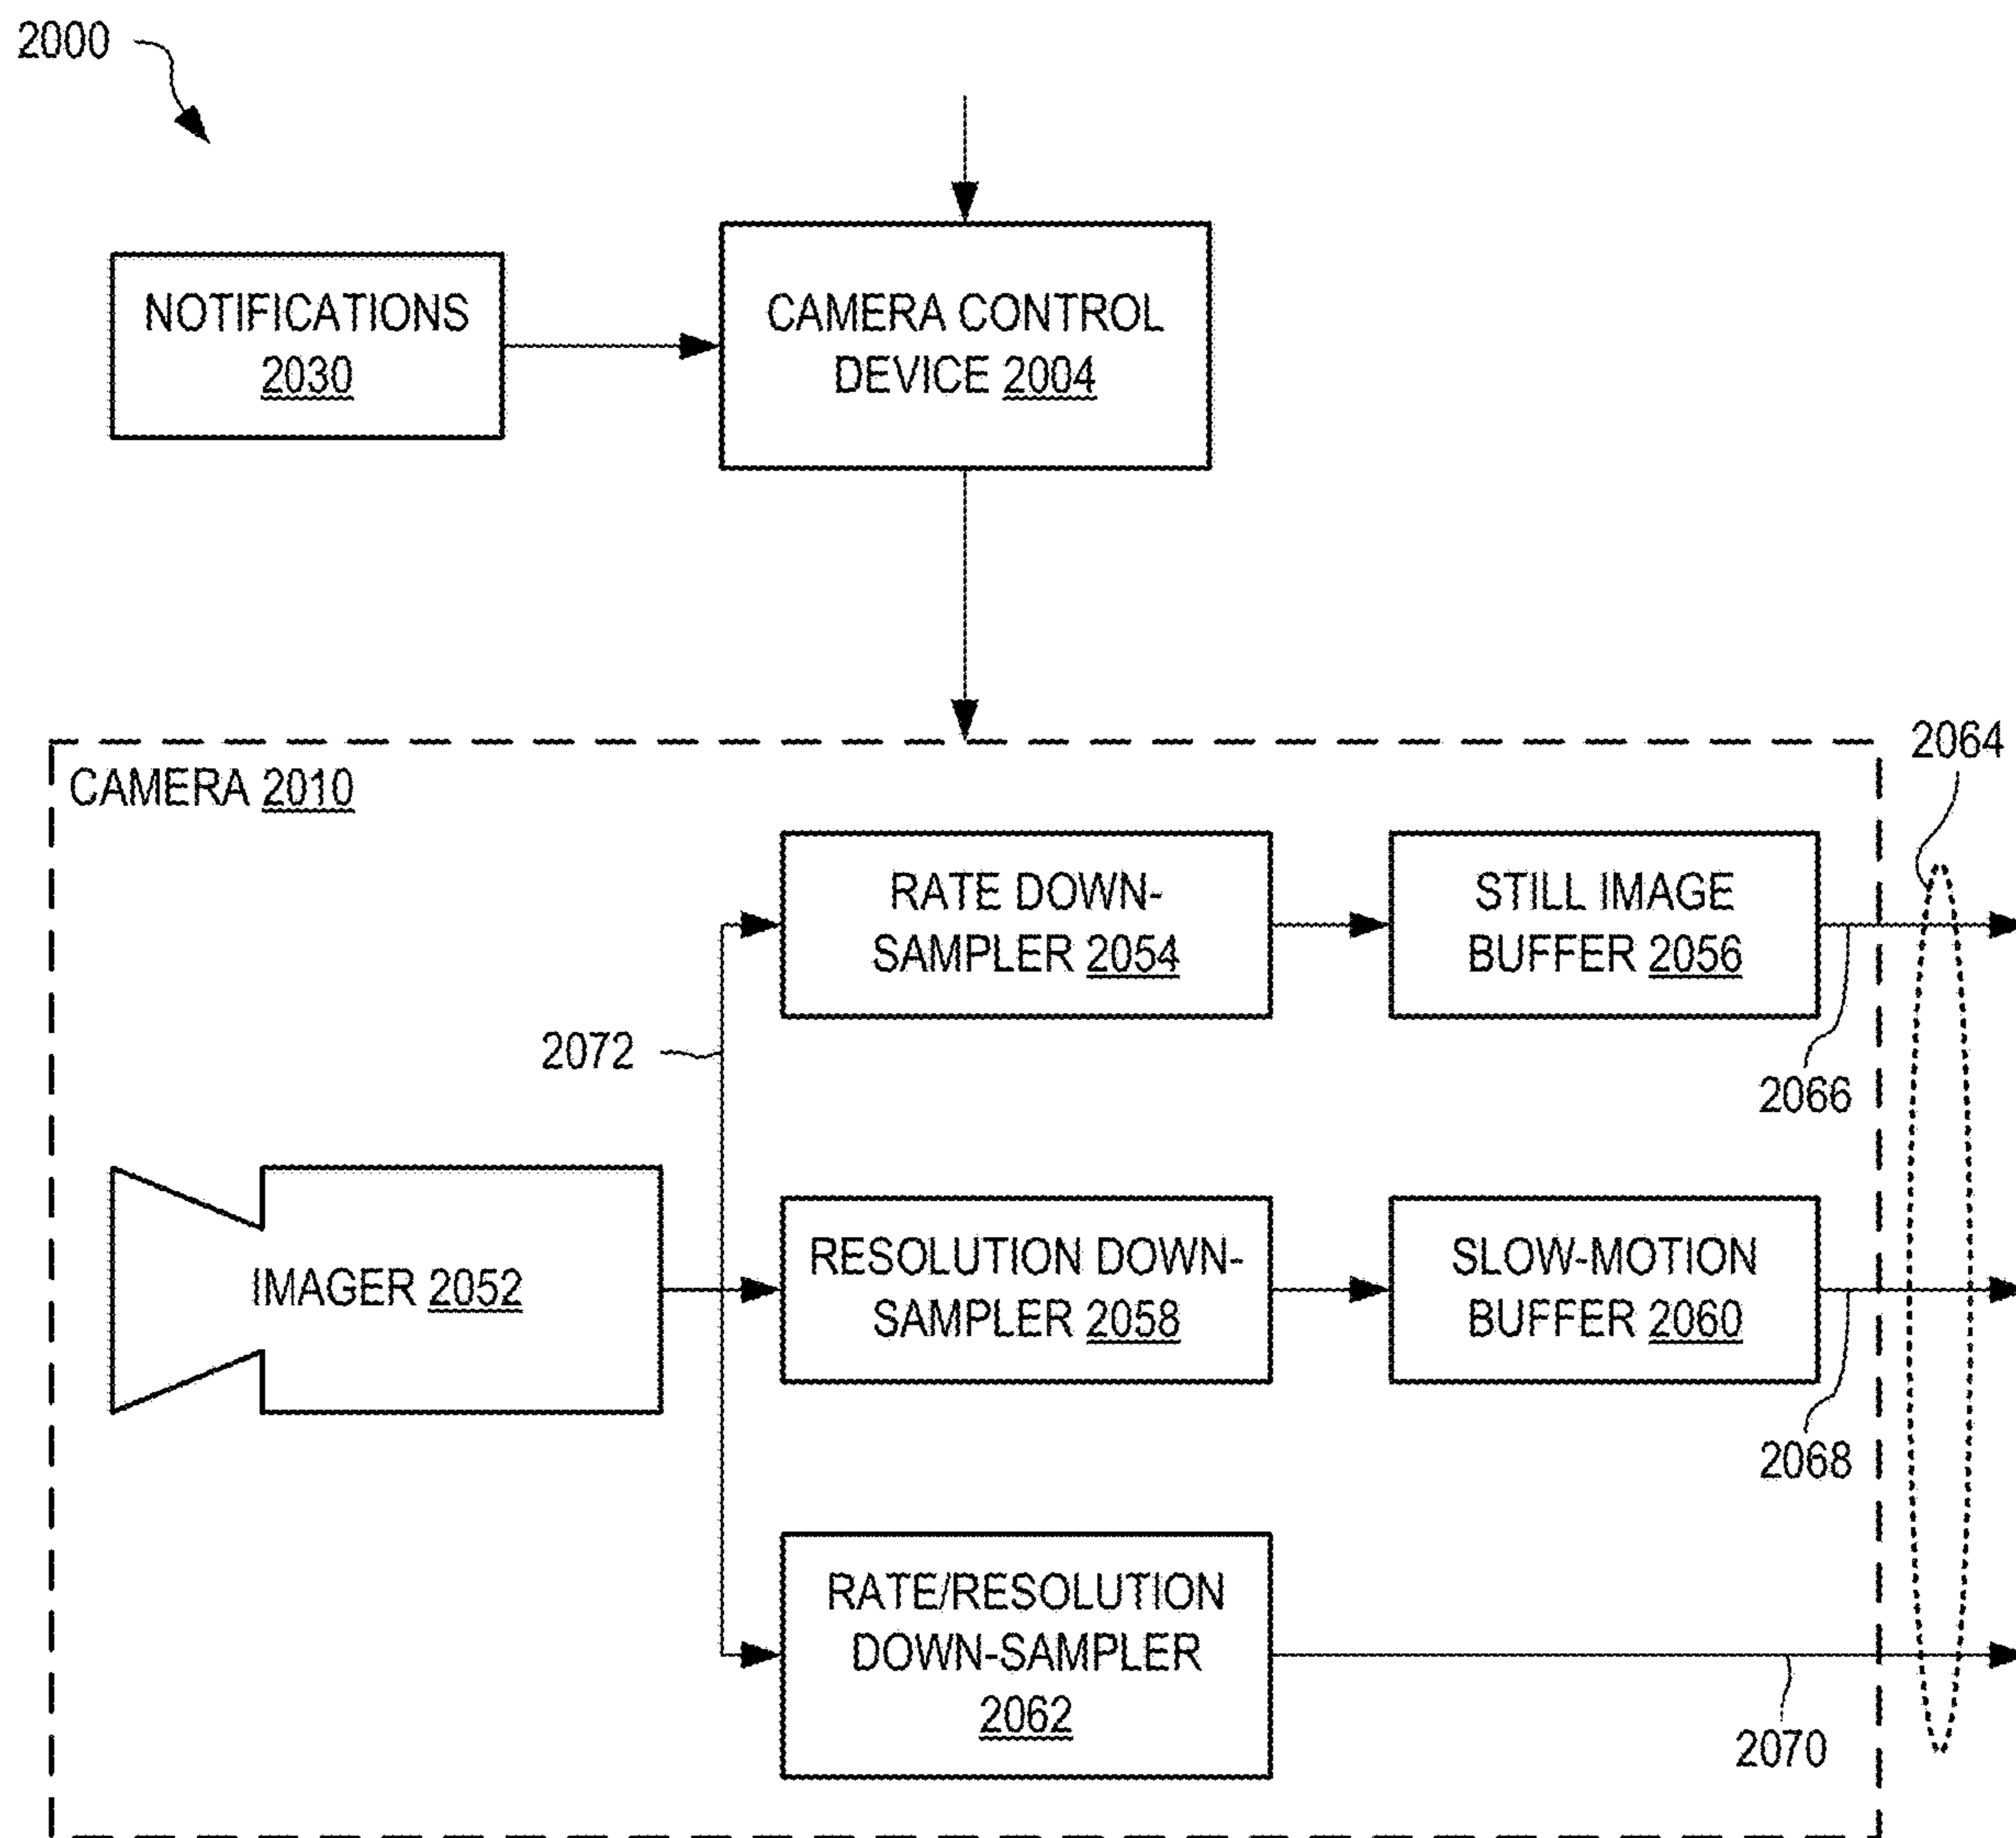 2000
NOTIFICATIONS
2030
CAMERA CONTROL
DEVICE 2004
2064
CAMERA 2010
RATE DOWN-
SAMPLER 2054
STILL IMAGE
BUFFER 2056
2072
2066
IMAGER 2052
RESOLUTION DOWN-
SAMPLER 2058
SLOW-MOTION
BUFFER 2060
2068
RATE/RESOLUTION
DOWN-SAMPLER
2062
2070